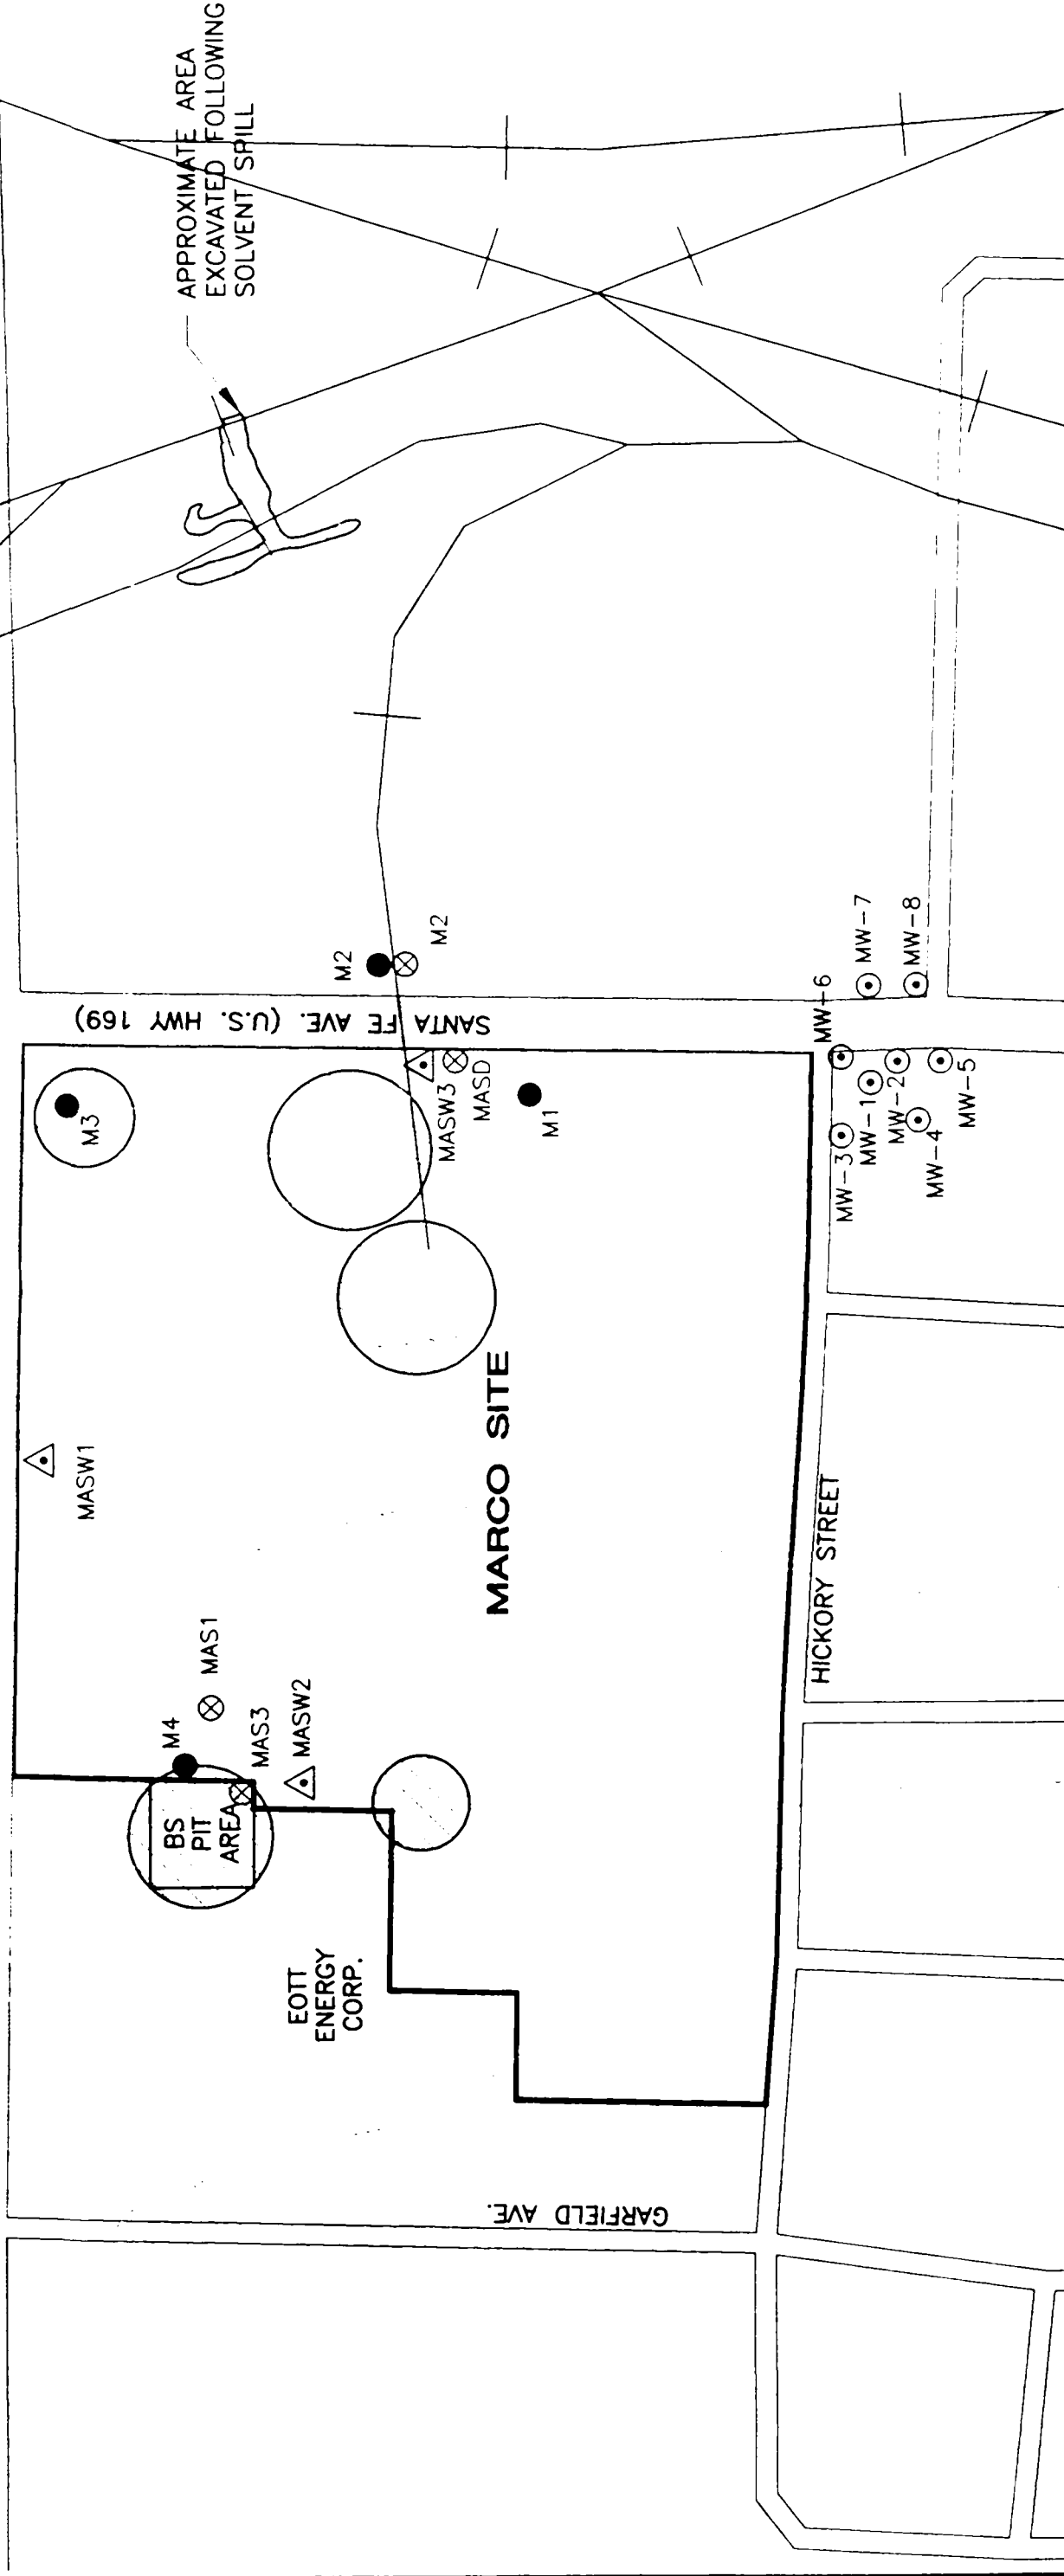 APPROXIMATE AREA
EXCAVATED FOLLOWING
SOLVENT SPILL
SANTA FE AVE. (U.S. HWY 169)
M2
M2
MW-7
MW-8
MW-6
M3
MASW3
MASD
M1
MW-3
MW-1
MW-2
MW-4
MW-5
MASW1
MARCO SITE
HICKORY STREET
MAS1
M4
MAS3
MASW2
BS
PIT
AREA
EOTT
ENERGY
CORP.
GARFIELD AVE.